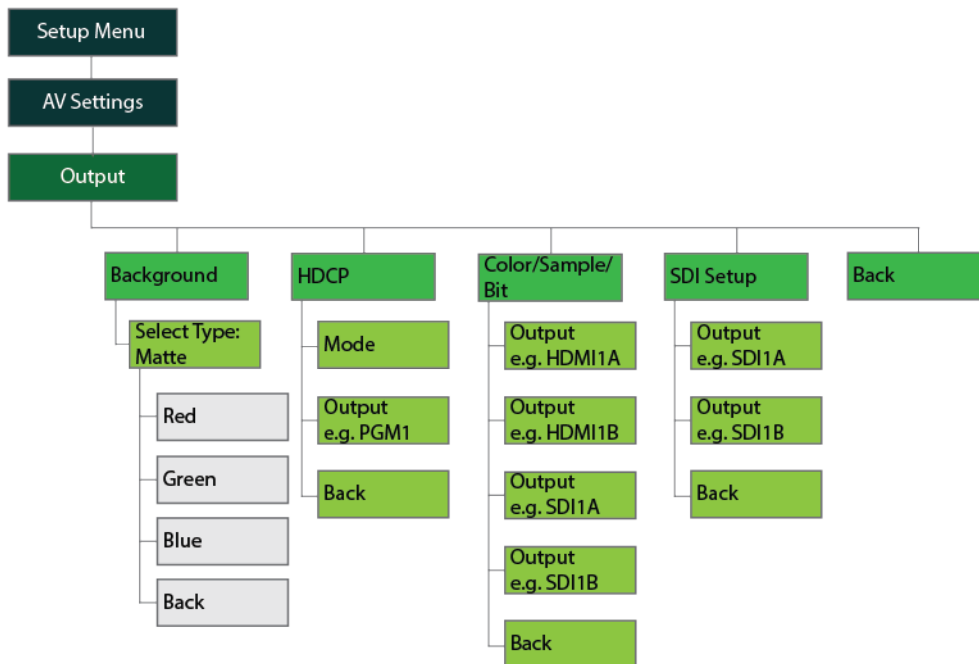 Setup Menu
AV Settings
Output
Background
HDCP
Color/Sample/
Bit
SDI Setup
Back
Select Type:
Matte
Red
Green
Blue
Back
Mode
Output
e.g. PGM1
Back
Output
e.g. HDMI1A
Output
e.g. HDMI1B
Output
e.g. SDI1A
Output
e.g. SDI1B
Back
Output
e.g. SDI1A
Output
e.g. SDI1B
Back